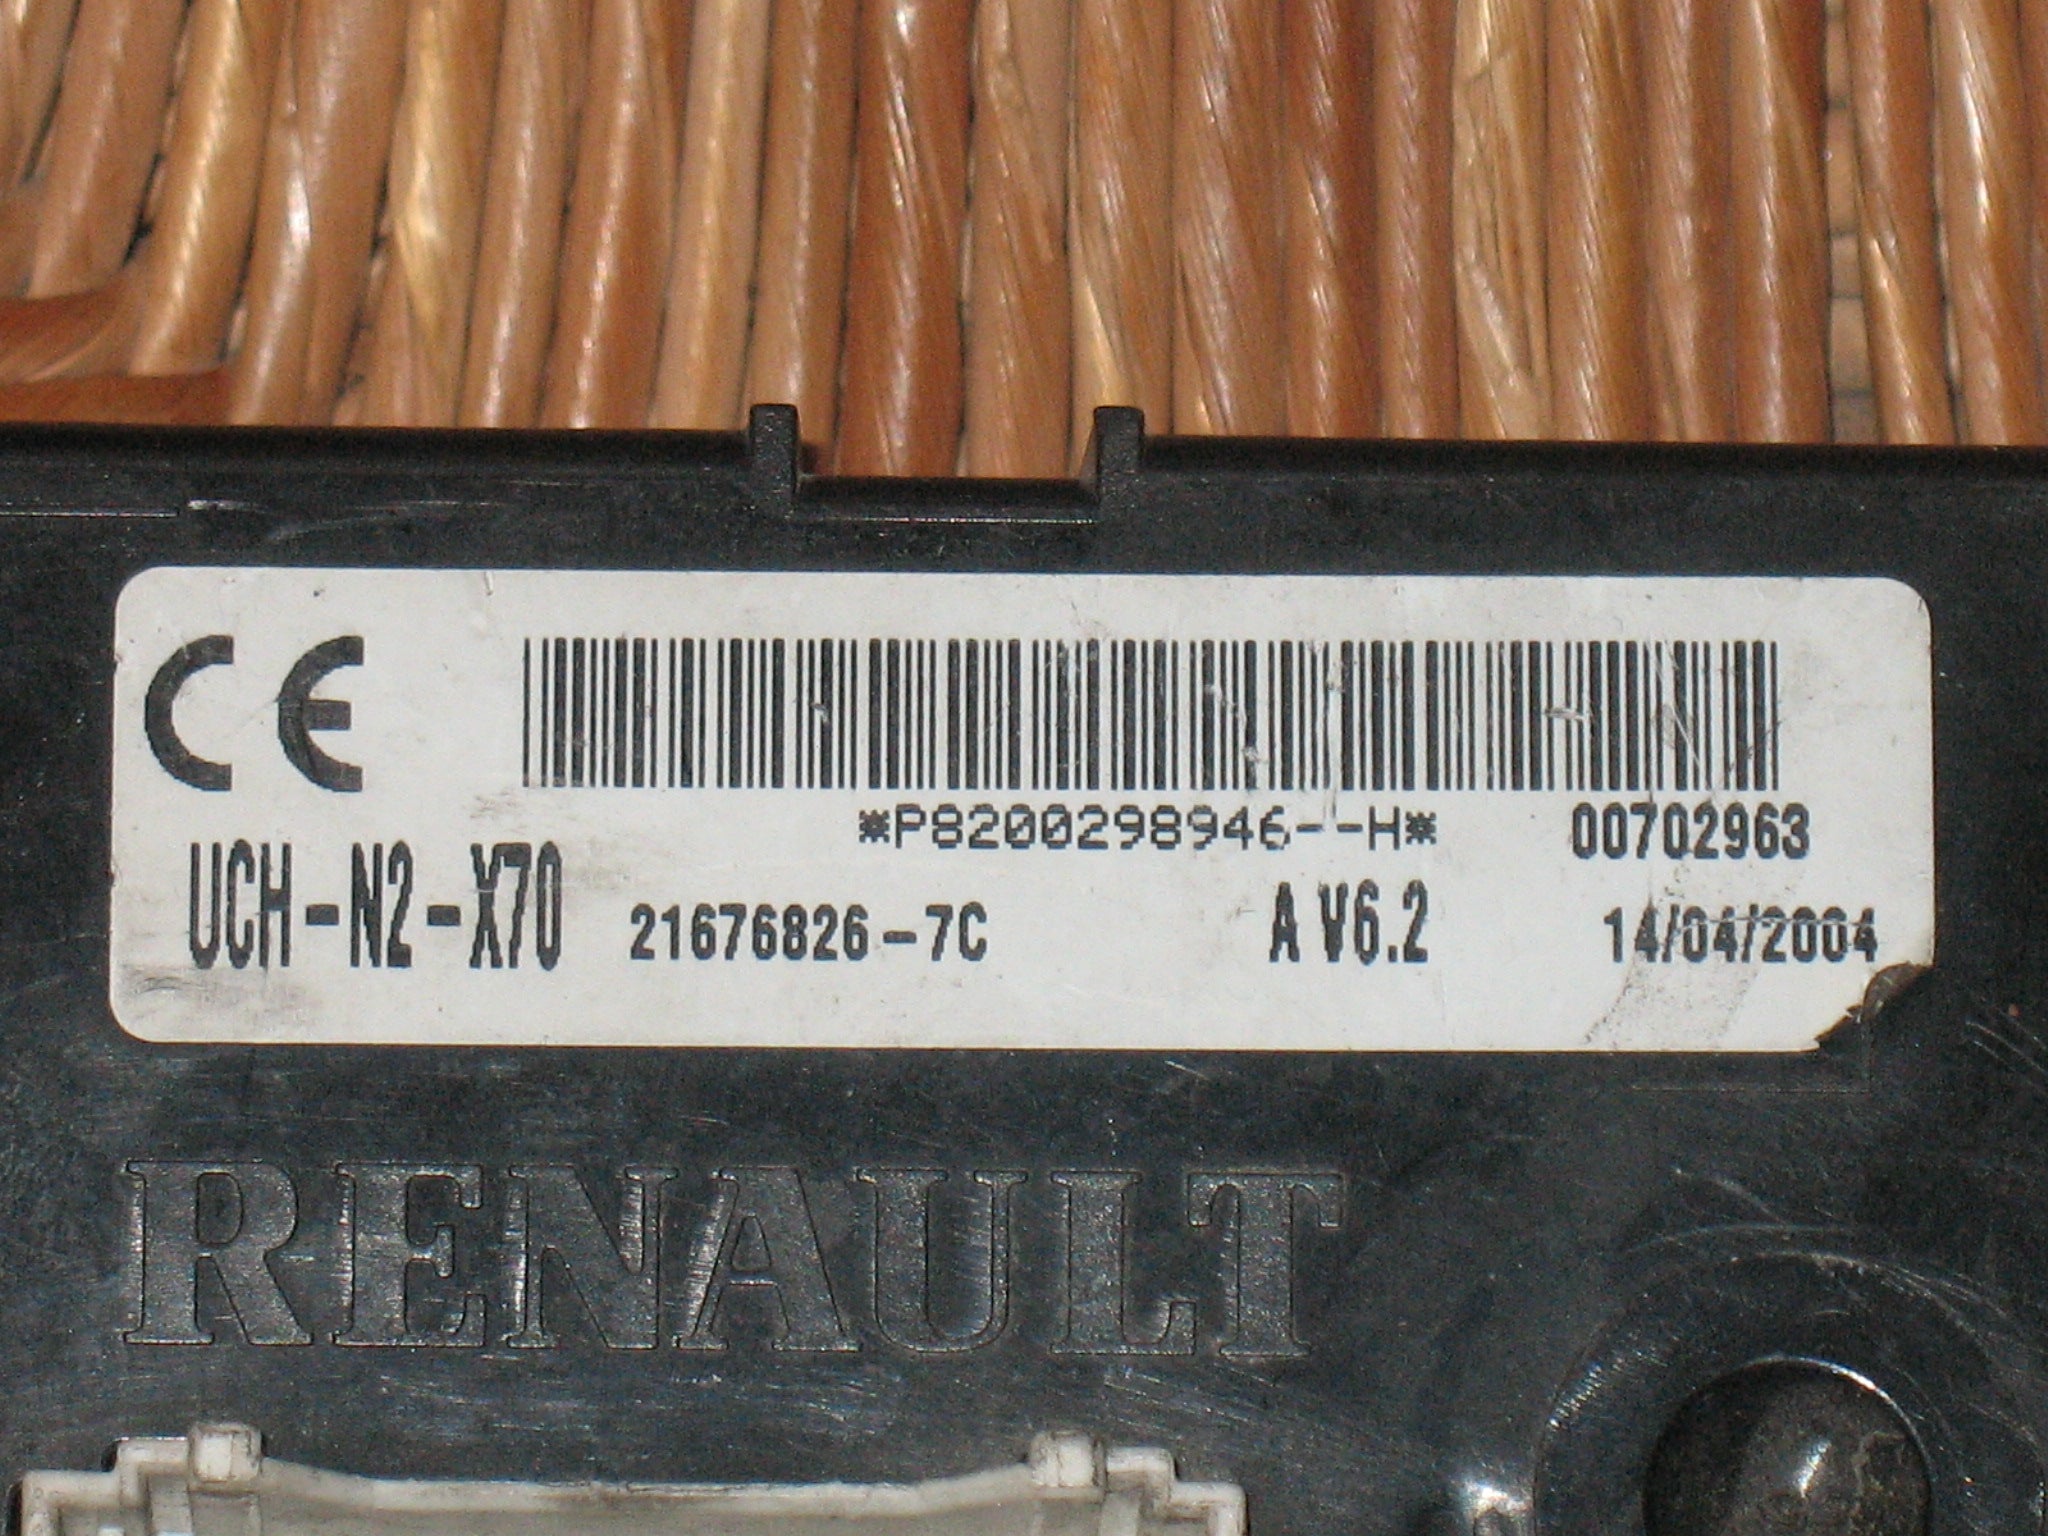 CE
*P8200298946--H* 00702963
UCH-N2-X70 21676826-7C A V6.2 14/04/2004
RENAULT